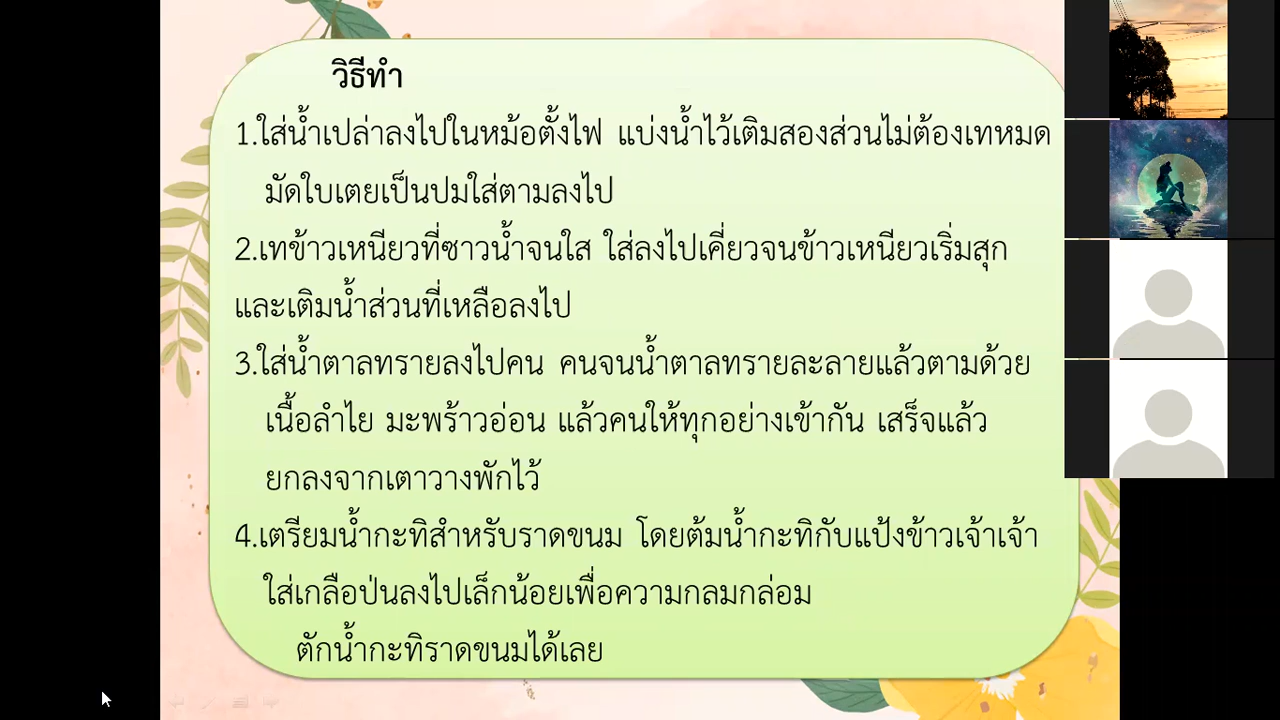 วิธีทำ
1.ใส่น้ำเปล่าลงไปในหม้อตั้งไฟ แบ่งน้ำไว้เติมสองส่วนไม่ต้องเทหมด
มัดใบเตยเป็นปมใส่ตามลงไป
2.เทข้าวเหนียวที่ซาวน้ำจนใส ใส่ลงไปเคี่ยวจนข้าวเหนียวเริ่มสุก
และเติมน้ำส่วนที่เหลือลงไป
3.ใส่น้ำตาลทรายลงไปคน คนจนน้ำตาลทรายละลายแล้วตามด้วย
เนื้อลำไย มะพร้าวอ่อน แล้วคนให้ทุกอย่างเข้ากัน เสร็จแล้ว
ยกลงจากเตาวางพักไว้
4.เตรียมน้ำกะทิสำหรับราดขนม โดยต้มน้ำกะทิกับแป้งข้าวเจ้าเจ้า
ใส่เกลือป่นลงไปเล็กน้อยเพื่อความกลมกล่อม
ตักน้ำกะทิราดขนมได้เลย